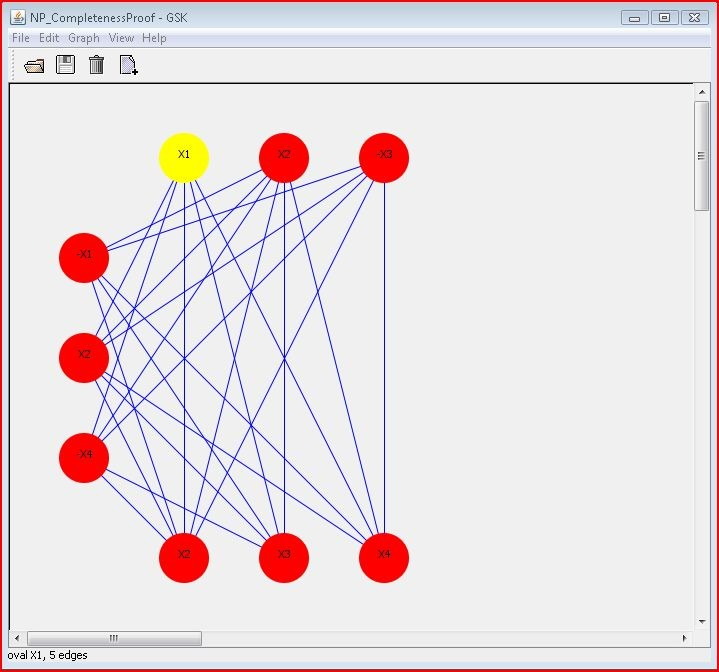 NP_CompletenessProof - GSK
File Edit Graph View Help
X1 X2 -X3
-X1
X2
-X4
X2 X3 X4
oval X1, 5 edges